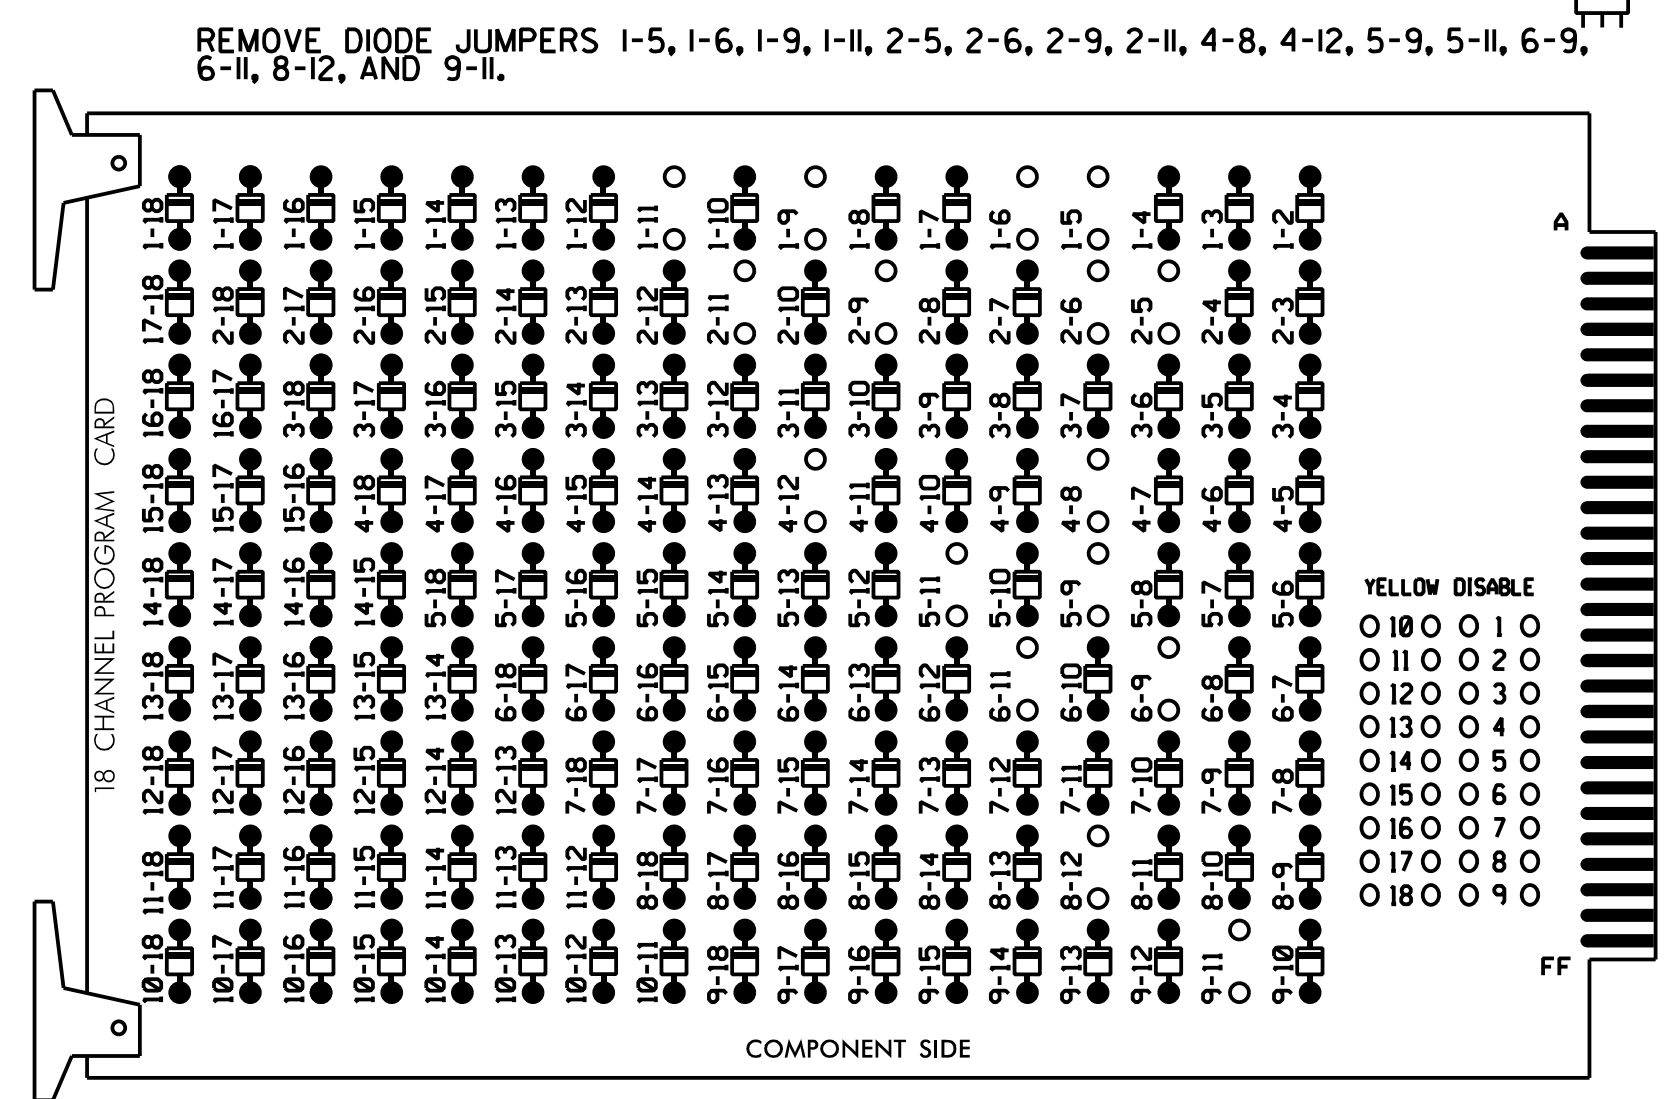 REMOVE DIODE JUMPERS 1-5, 1-6, 1-9, 1-11, 2-5, 2-6, 2-9, 2-11, 4-8, 4-12, 5-9, 5-11, 6-9,
6-11, 8-12, AND 9-11.
18 CHANNEL PROGRAM CARD
1-18 1-17 1-16 1-15 1-14 1-13 1-12 1-11 1-10 1-9 1-8 1-7 1-6 1-5 1-4 1-3 1-2
17-18 2-18 2-17 2-16 2-15 2-14 2-13 2-12 2-11 2-10 2-9 2-8 2-7 2-6 2-5 2-4 2-3
16-18 16-17 3-18 3-17 3-16 3-15 3-14 3-13 3-12 3-11 3-10 3-9 3-8 3-7 3-6 3-5 3-4
15-18 15-17 15-16 4-18 4-17 4-16 4-15 4-14 4-13 4-12 4-11 4-10 4-9 4-8 4-7 4-6 4-5
14-18 14-17 14-16 14-15 5-18 5-17 5-16 5-15 5-14 5-13 5-12 5-11 5-10 5-9 5-8 5-7 5-6
13-18 13-17 13-16 13-15 13-14 6-18 6-17 6-16 6-15 6-14 6-13 6-12 6-11 6-10 6-9 6-8 6-7
12-18 12-17 12-16 12-15 12-14 12-13 7-18 7-17 7-16 7-15 7-14 7-13 7-12 7-11 7-10 7-9 7-8
11-18 11-17 11-16 11-15 11-14 11-13 11-12 8-18 8-17 8-16 8-15 8-14 8-13 8-12 8-11 8-10 8-9
10-18 10-17 10-16 10-15 10-14 10-13 10-12 10-11 9-18 9-17 9-16 9-15 9-14 9-13 9-12 9-11 9-10
A
YELLOW DISABLE
10 1
11 2
12 3
13 4
14 5
15 6
16 7
17 8
18 9
FF
COMPONENT SIDE